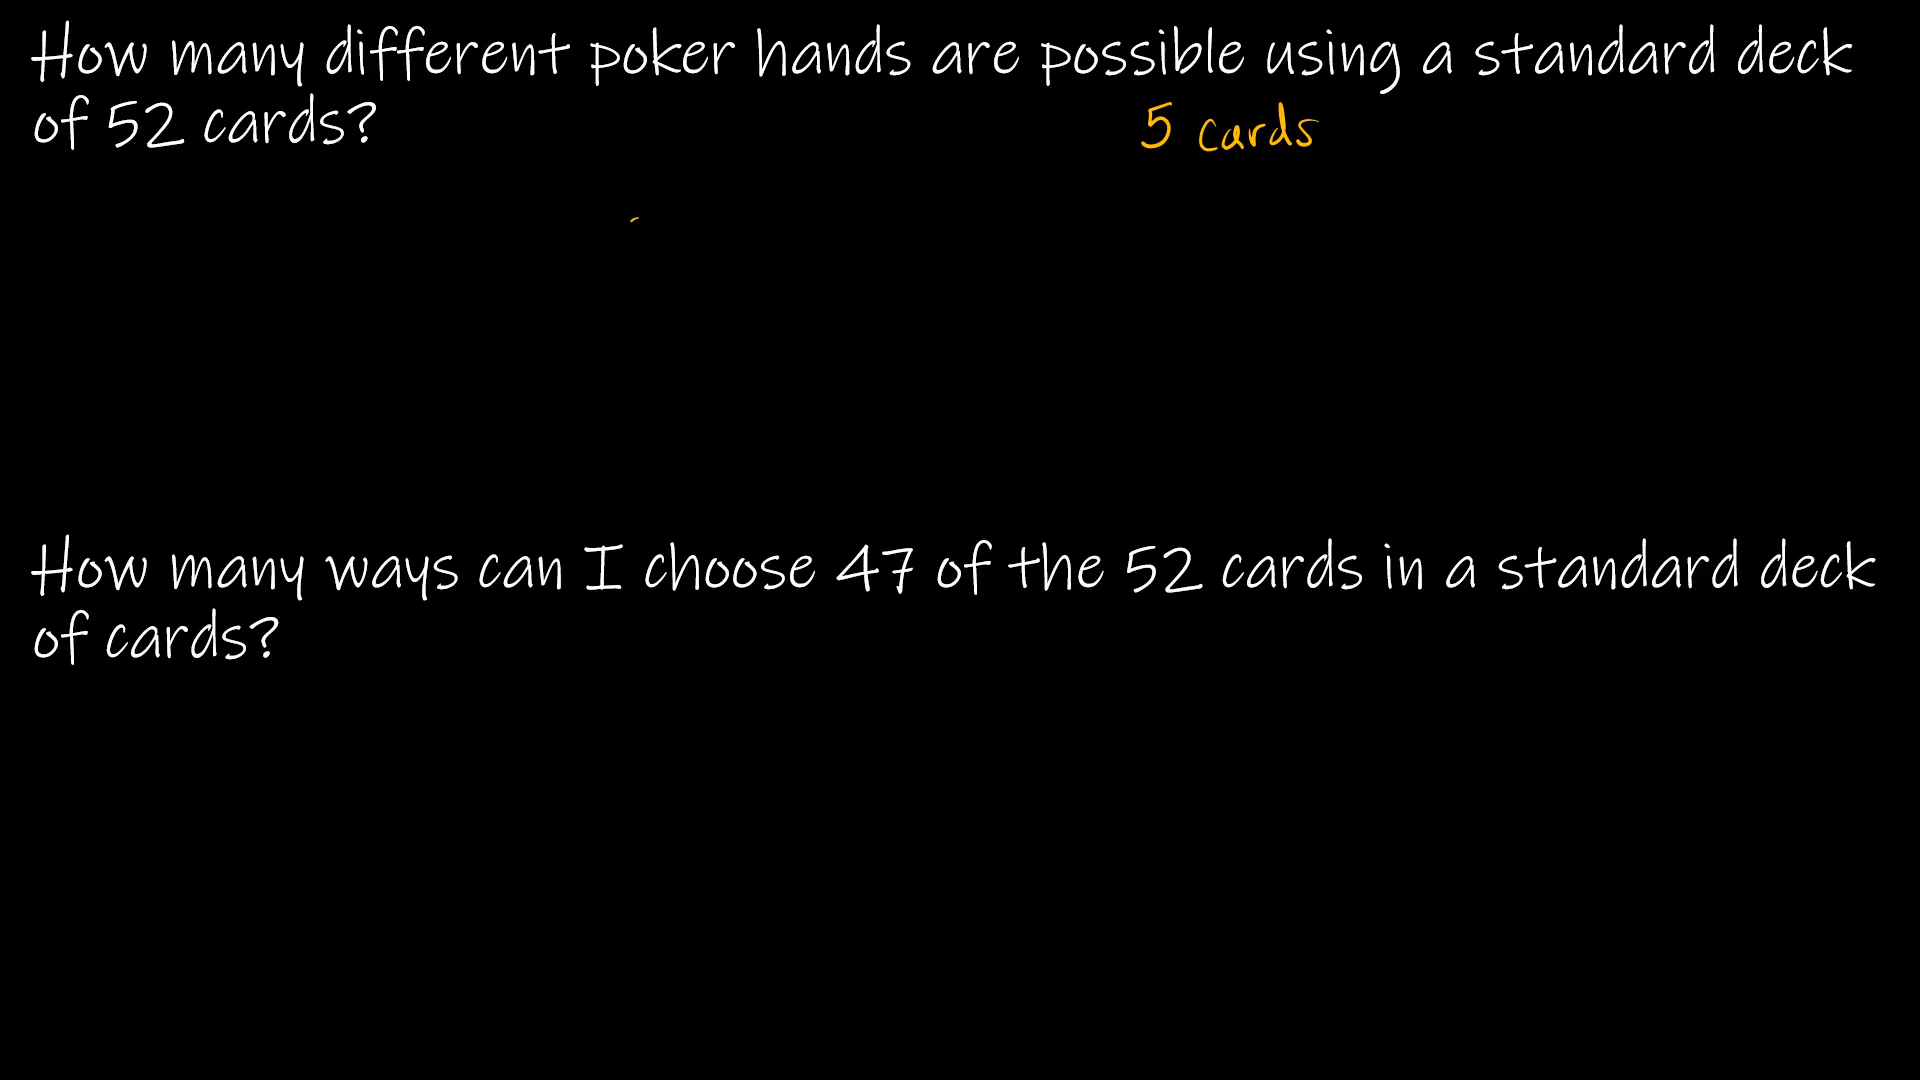 How many different poker hands are possible using a standard deck
of 52 cards?
5 cards
How many ways can I choose 47 of the 52 cards in a standard deck
of cards?